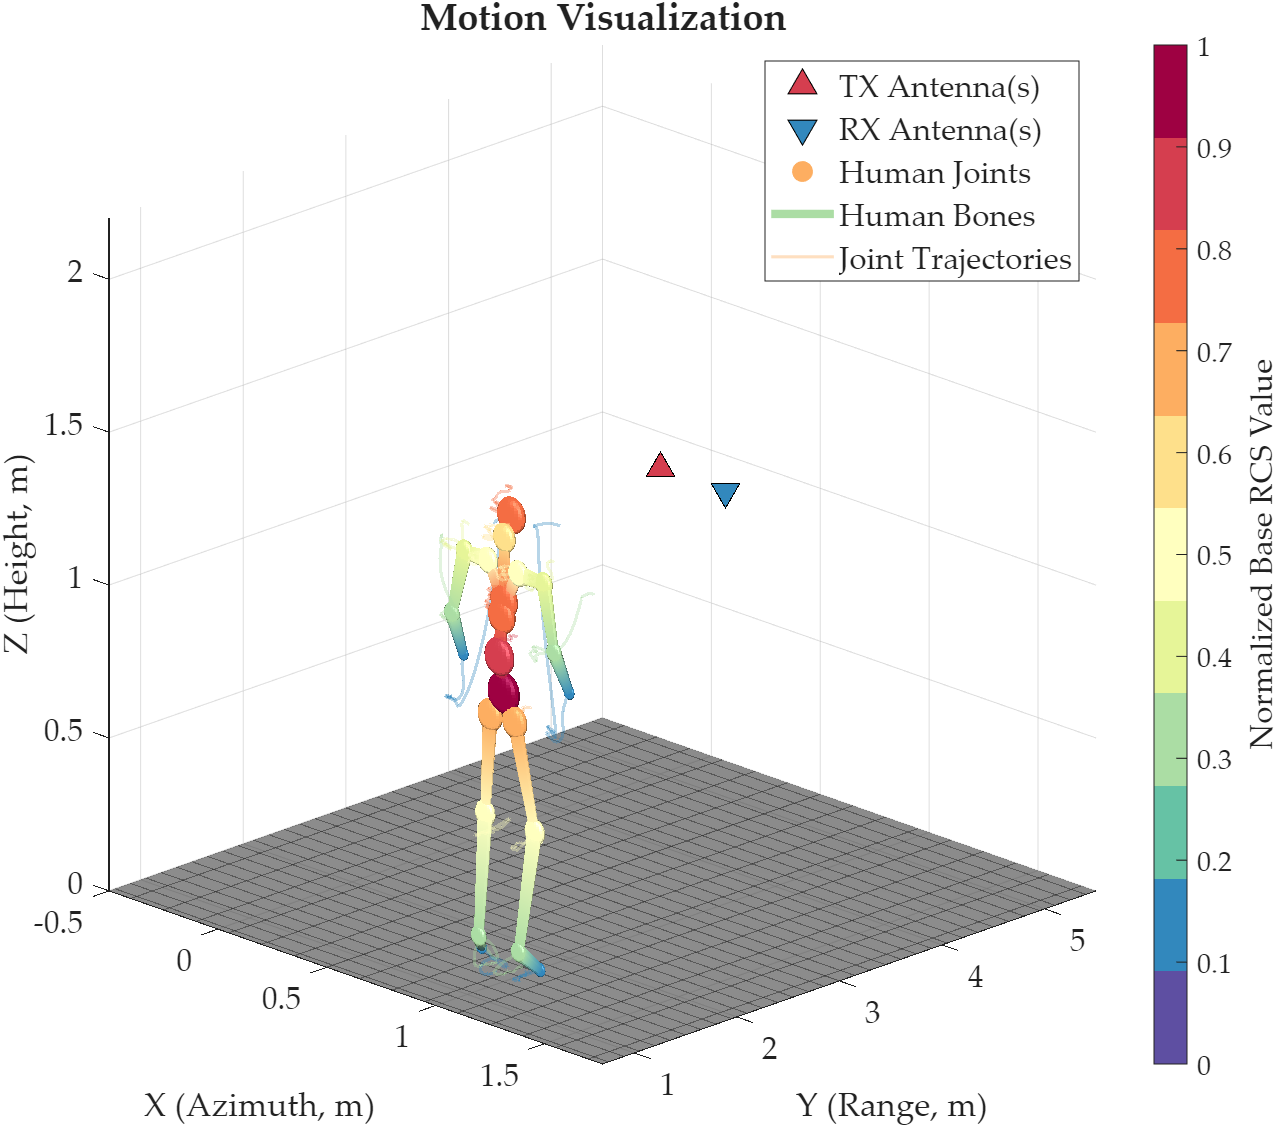 Motion Visualization
TX Antenna(s)
RX Antenna(s)
Human Joints
Human Bones
Joint Trajectories
Z (Height, m)
2
1.5
1
0.5
0
-0.5
0
0.5
1
1.5
X (Azimuth, m)
1
2
3
4
5
Y (Range, m)
1
0.9
0.8
0.7
0.6
0.5
0.4
0.3
0.2
0.1
0
Normalized Base RCS Value